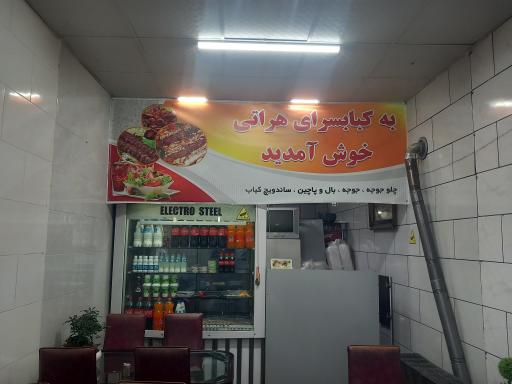 به کبابسرای هراتی
خوش آمدید
چلو جوجه ، جوجه ، بال و پاچین ، ساندویچ کباب
ELECTRO STEEL